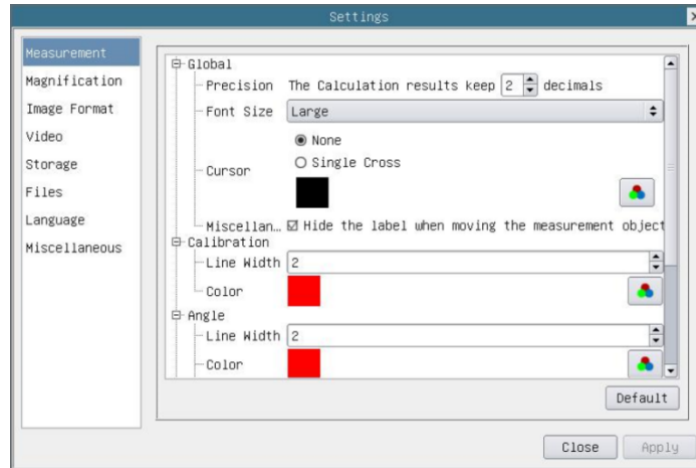 Settings
Measurement
Magnification
Image Format
Video
Storage
Files
Language
Miscellaneous
Global
Precision The Calculation results keep 2 decimals
Font Size Large
None
Single Cross
Cursor
Miscellan... Hide the label when moving the measurement object
Calibration
Line Width 2
Color
Angle
Line Width 2
Color
Default
Close Apply